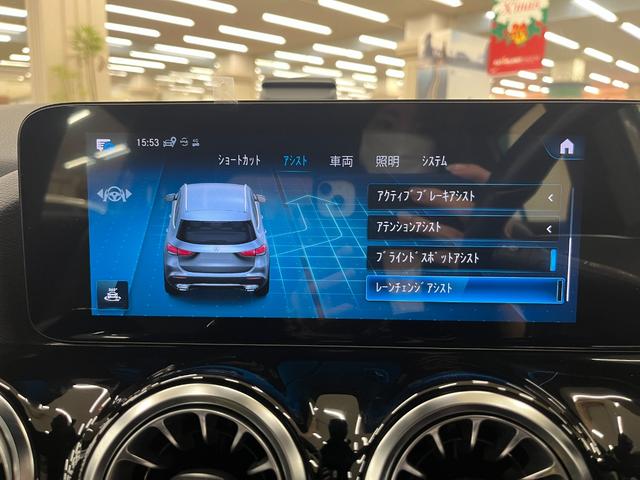 X'mas
15:53
ショートカット アシスト 車両 照明 システム
アクティブブレーキアシスト
アテンションアシスト
ブラインドスポットアシスト
レーンチェンジアシスト
360°